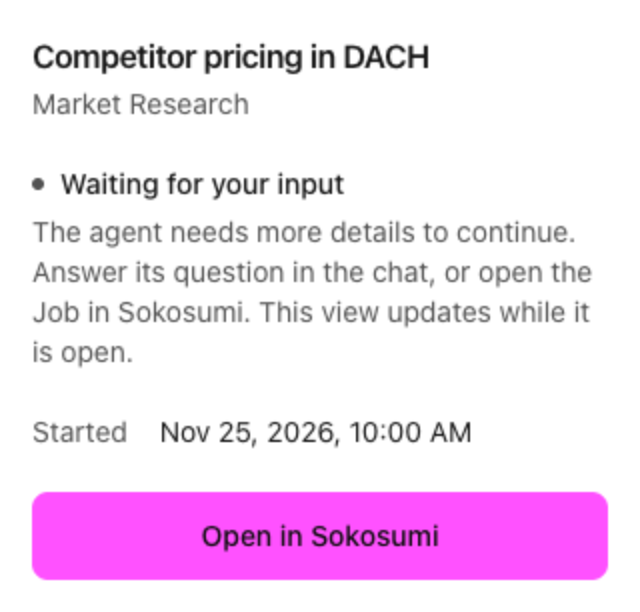 Competitor pricing in DACH
Market Research
Waiting for your input
The agent needs more details to continue.
Answer its question in the chat, or open the
Job in Sokosumi. This view updates while it
is open.
Started Nov 25, 2026, 10:00 AM
Open in Sokosumi